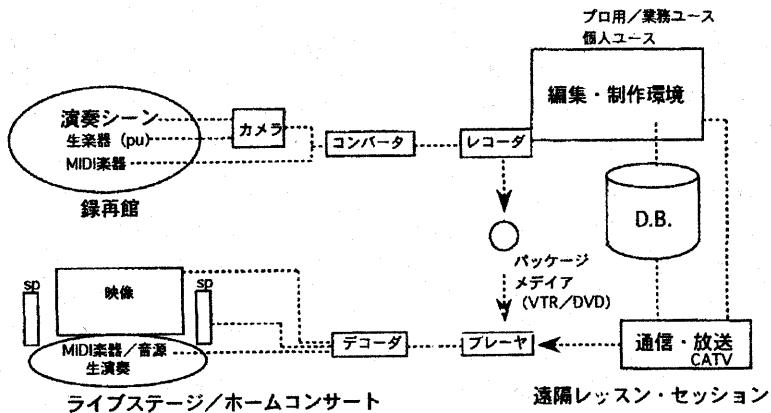 プロ用／業務ユース
個人ユース
編集・制作環境
演奏シーン
生楽器（pu）
MIDI楽器
カメラ
コンバータ
レコーダ
録再館
D.B.
パッケージ
メディア
（VTR／DVD）
sp
映像
sp
MIDI楽器／音源
生演奏
デコーダ
プレーヤ
通信・放送
CATV
ライブステージ／ホームコンサート
遠隔レッスン・セッション